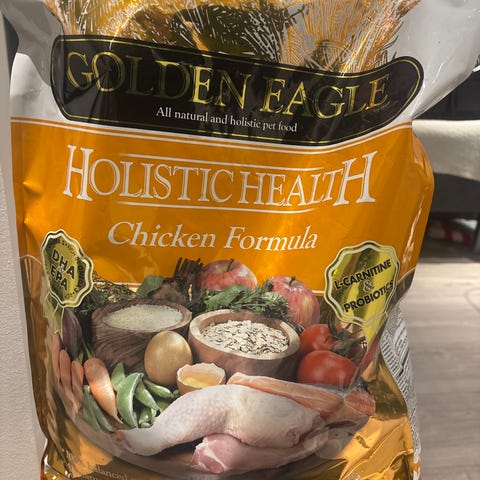 GOLDEN EAGLE
All natural and holistic pet food
HOLISTIC HEALTH
Chicken Formula
DHA
EPA
L-CARNITINE
&
PROBIOTICS